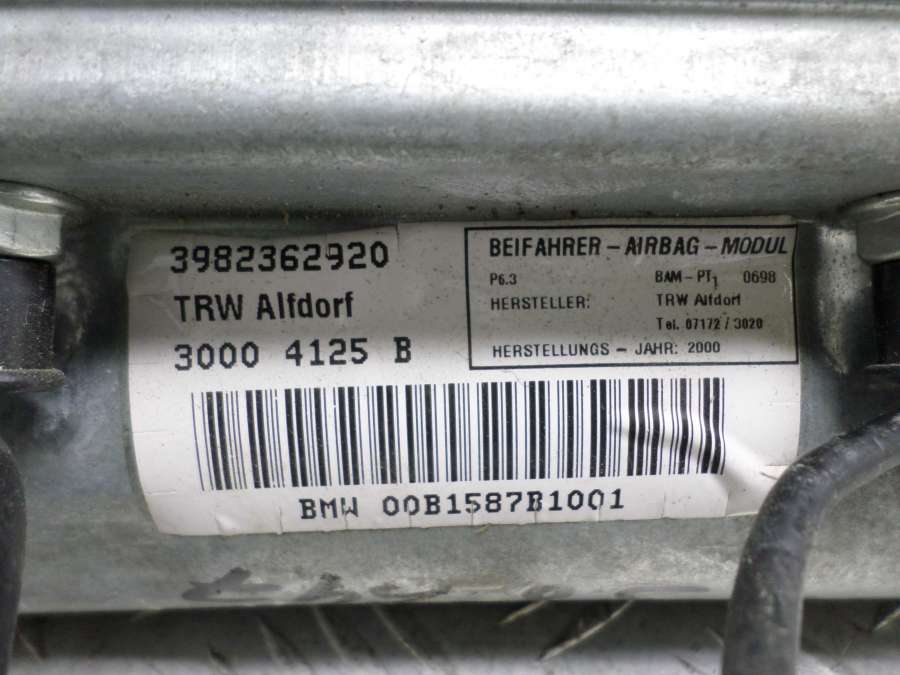 3982362920
TRW Alfdorf
3000 4125 B
BEIFAHRER - AIRBAG - MODUL
P6.3 BAM - PT1 0698
HERSTELLER: TRW Alfdorf
Tel. 07172 / 3020
HERSTELLUNGS - JAHR: 2000
BMW 00B1587B1001